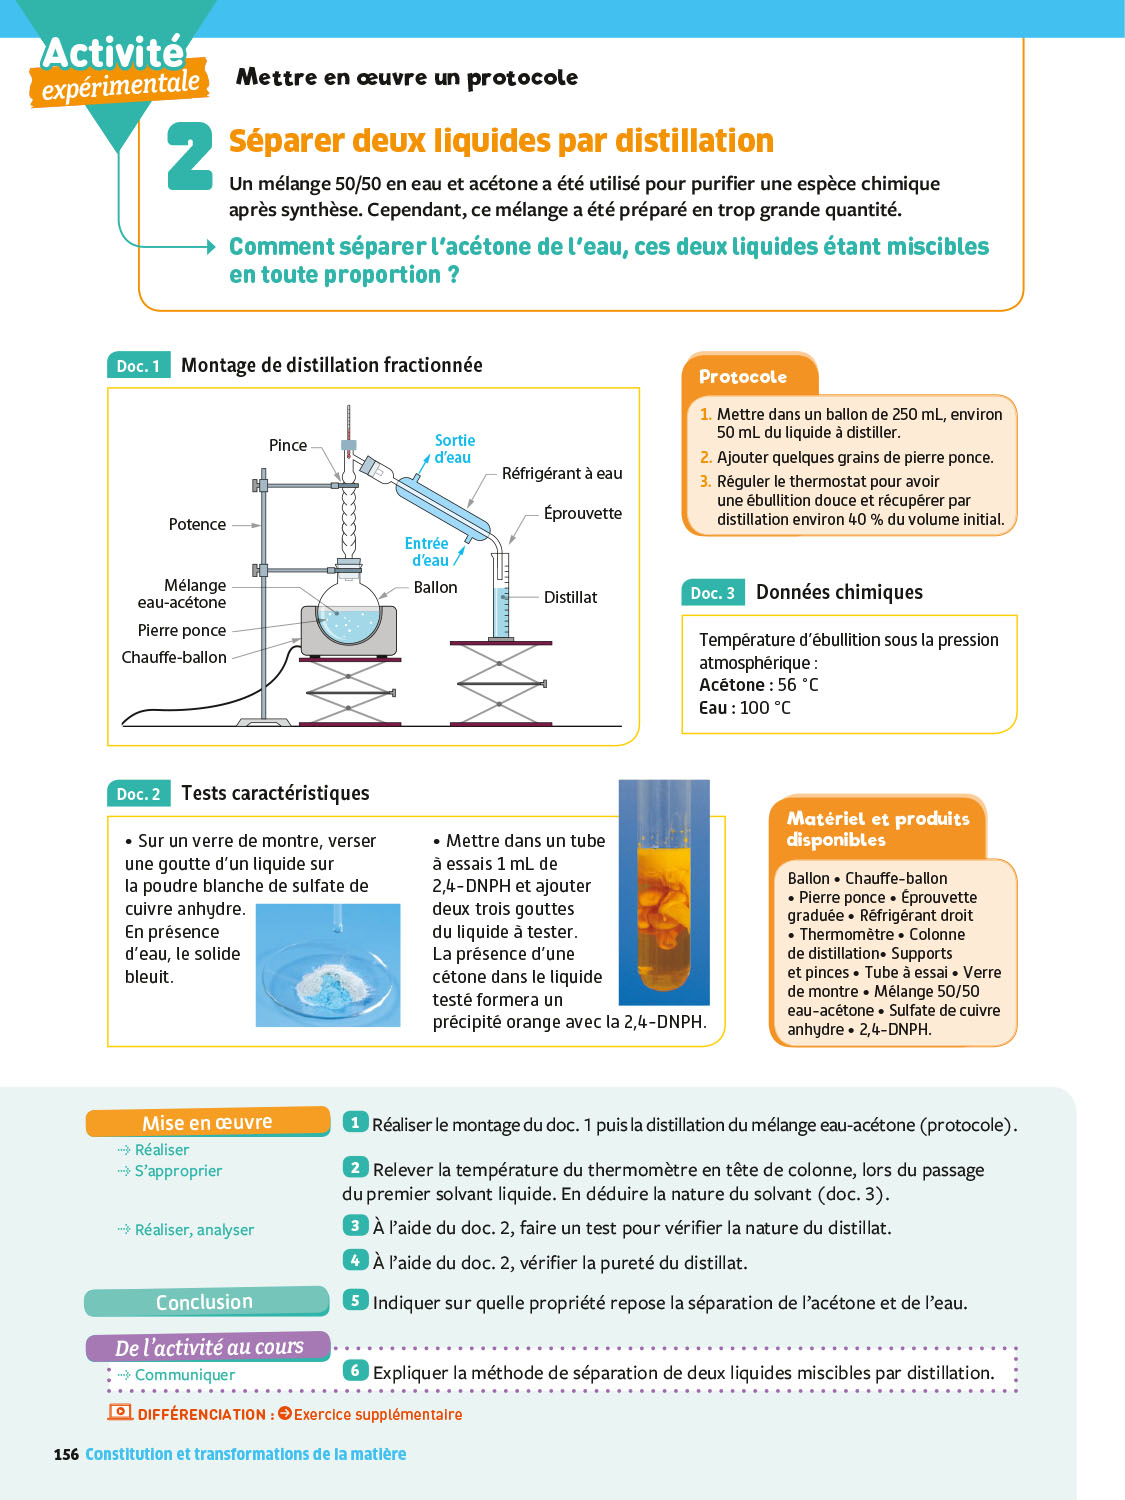 Activité
expérimentale
Mettre en œuvre un protocole
2
Séparer deux liquides par distillation
Un mélange 50/50 en eau et acétone a été utilisé pour purifier une espèce chimique
après synthèse. Cependant, ce mélange a été préparé en trop grande quantité.
Comment séparer l'acétone de l'eau, ces deux liquides étant miscibles
en toute proportion ?
Doc. 1 Montage de distillation fractionnée
Pince
Sortie
d'eau
Réfrigérant à eau
Potence
Éprouvette
Entrée
d'eau
Mélange
eau-acétone
Ballon
Distillat
Pierre ponce
Chauffe-ballon
Protocole
1. Mettre dans un ballon de 250 mL, environ
50 mL du liquide à distiller.
2. Ajouter quelques grains de pierre ponce.
3. Réguler le thermostat pour avoir
une ébullition douce et récupérer par
distillation environ 40 % du volume initial.
Doc. 3 Données chimiques
Température d'ébullition sous la pression
atmosphérique :
Acétone : 56 °C
Eau : 100 °C
Doc. 2 Tests caractéristiques
• Sur un verre de montre, verser
une goutte d'un liquide sur
la poudre blanche de sulfate de
cuivre anhydre.
En présence
d'eau, le solide
bleuit.
• Mettre dans un tube
à essais 1 mL de
2,4-DNPH et ajouter
deux trois gouttes
du liquide à tester.
La présence d'une
cétone dans le liquide
testé formera un
précipité orange avec la 2,4-DNPH.
Matériel et produits
disponibles
Ballon • Chauffe-ballon
• Pierre ponce • Éprouvette
graduée • Réfrigérant droit
• Thermomètre • Colonne
de distillation• Supports
et pinces • Tube à essai • Verre
de montre • Mélange 50/50
eau-acétone • Sulfate de cuivre
anhydre • 2,4-DNPH.
Mise en œuvre
Réaliser
S'approprier
1 Réaliser le montage du doc. 1 puis la distillation du mélange eau-acétone (protocole).
2 Relever la température du thermomètre en tête de colonne, lors du passage
du premier solvant liquide. En déduire la nature du solvant (doc. 3).
Réaliser, analyser
3 À l'aide du doc. 2, faire un test pour vérifier la nature du distillat.
4 À l'aide du doc. 2, vérifier la pureté du distillat.
Conclusion
5 Indiquer sur quelle propriété repose la séparation de l'acétone et de l'eau.
De l'activité au cours
Communiquer
6 Expliquer la méthode de séparation de deux liquides miscibles par distillation.
DIFFÉRENCIATION : Exercice supplémentaire
156 Constitution et transformations de la matière